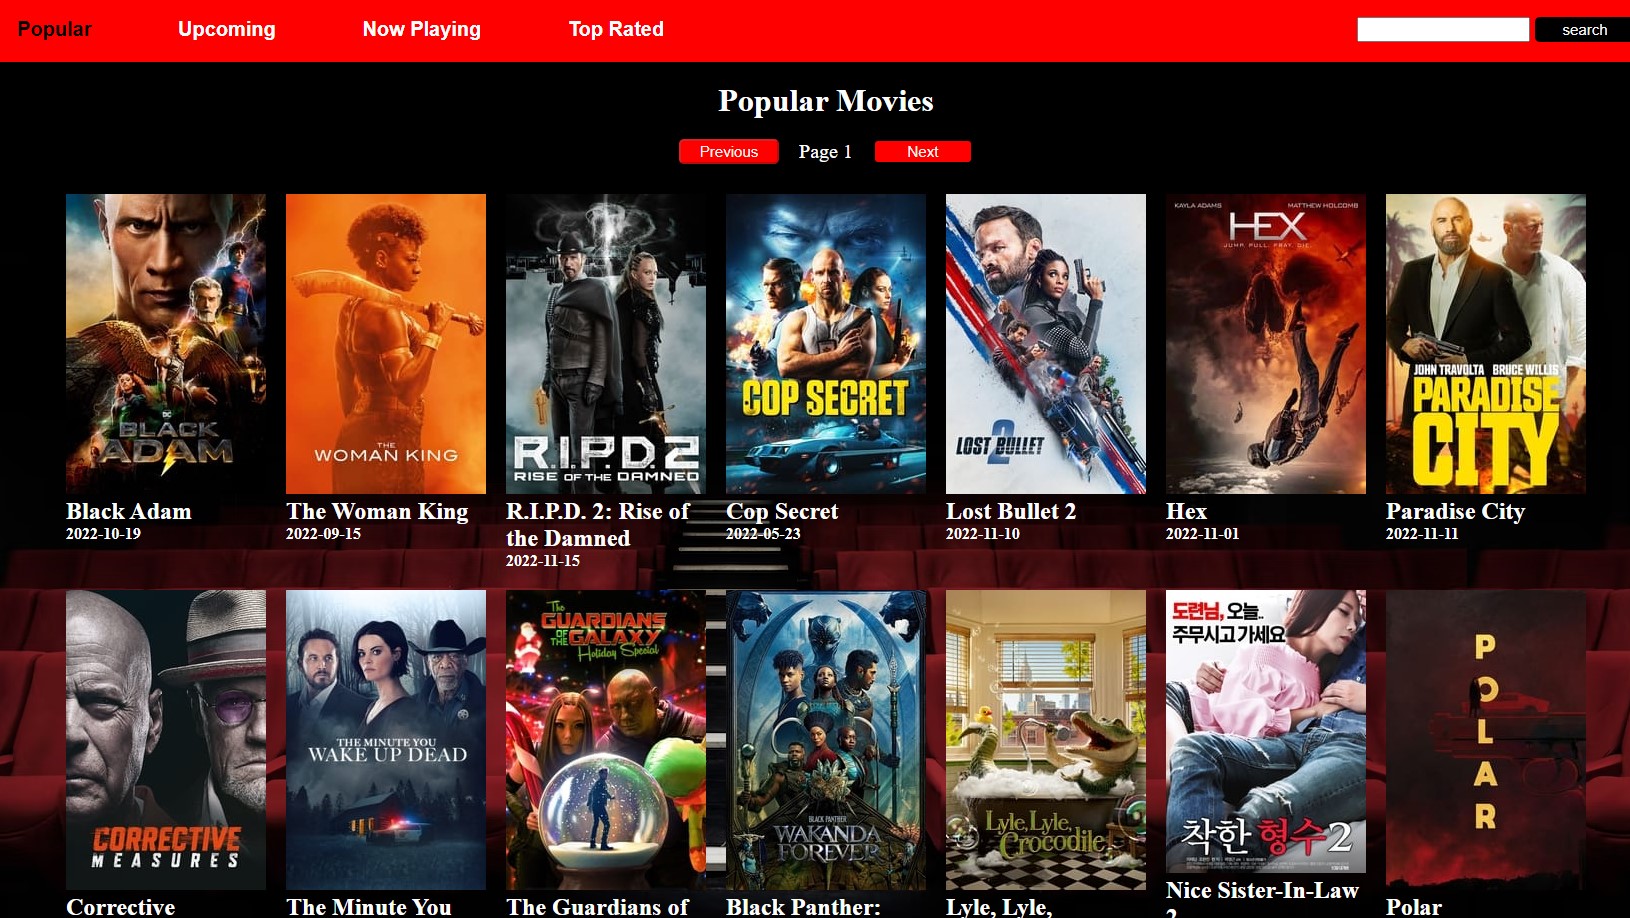 Popular
Upcoming
Now Playing
Top Rated
search
Popular Movies
Previous
Page 1
Next
DC
BLACK
ADAM
THE
WOMAN KING
R.I.P.D.2
RISE OF THE DAMNED
COP SECRET
LOST BULLET
2
KAYLA ADAMS
MATTHEW HOLCOMB
HEX
JUMP. PULL. PRAY. DIE.
JOHN TRAVOLTA BRUCE WILLIS
PARADISE
CITY
Black Adam
2022-10-19
The Woman King
2022-09-15
R.I.P.D. 2: Rise of
the Damned
2022-11-15
Cop Secret
2022-05-23
Lost Bullet 2
2022-11-10
Hex
2022-11-01
Paradise City
2022-11-11
CORRECTIVE
MEASURES
THE MINUTE YOU
WAKE UP DEAD
The
GUARDIANS
OF THE
GALAXY
Holiday Special
BLACK PANTHER
WAKANDA
FOREVER
Lyle, Lyle,
Crocodile
도련님, 오늘..
주무시고 가세요
착한 형수2
POLAR
Corrective
The Minute You
The Guardians of
Black Panther:
Lyle, Lyle,
Nice Sister-In-Law
2
Polar